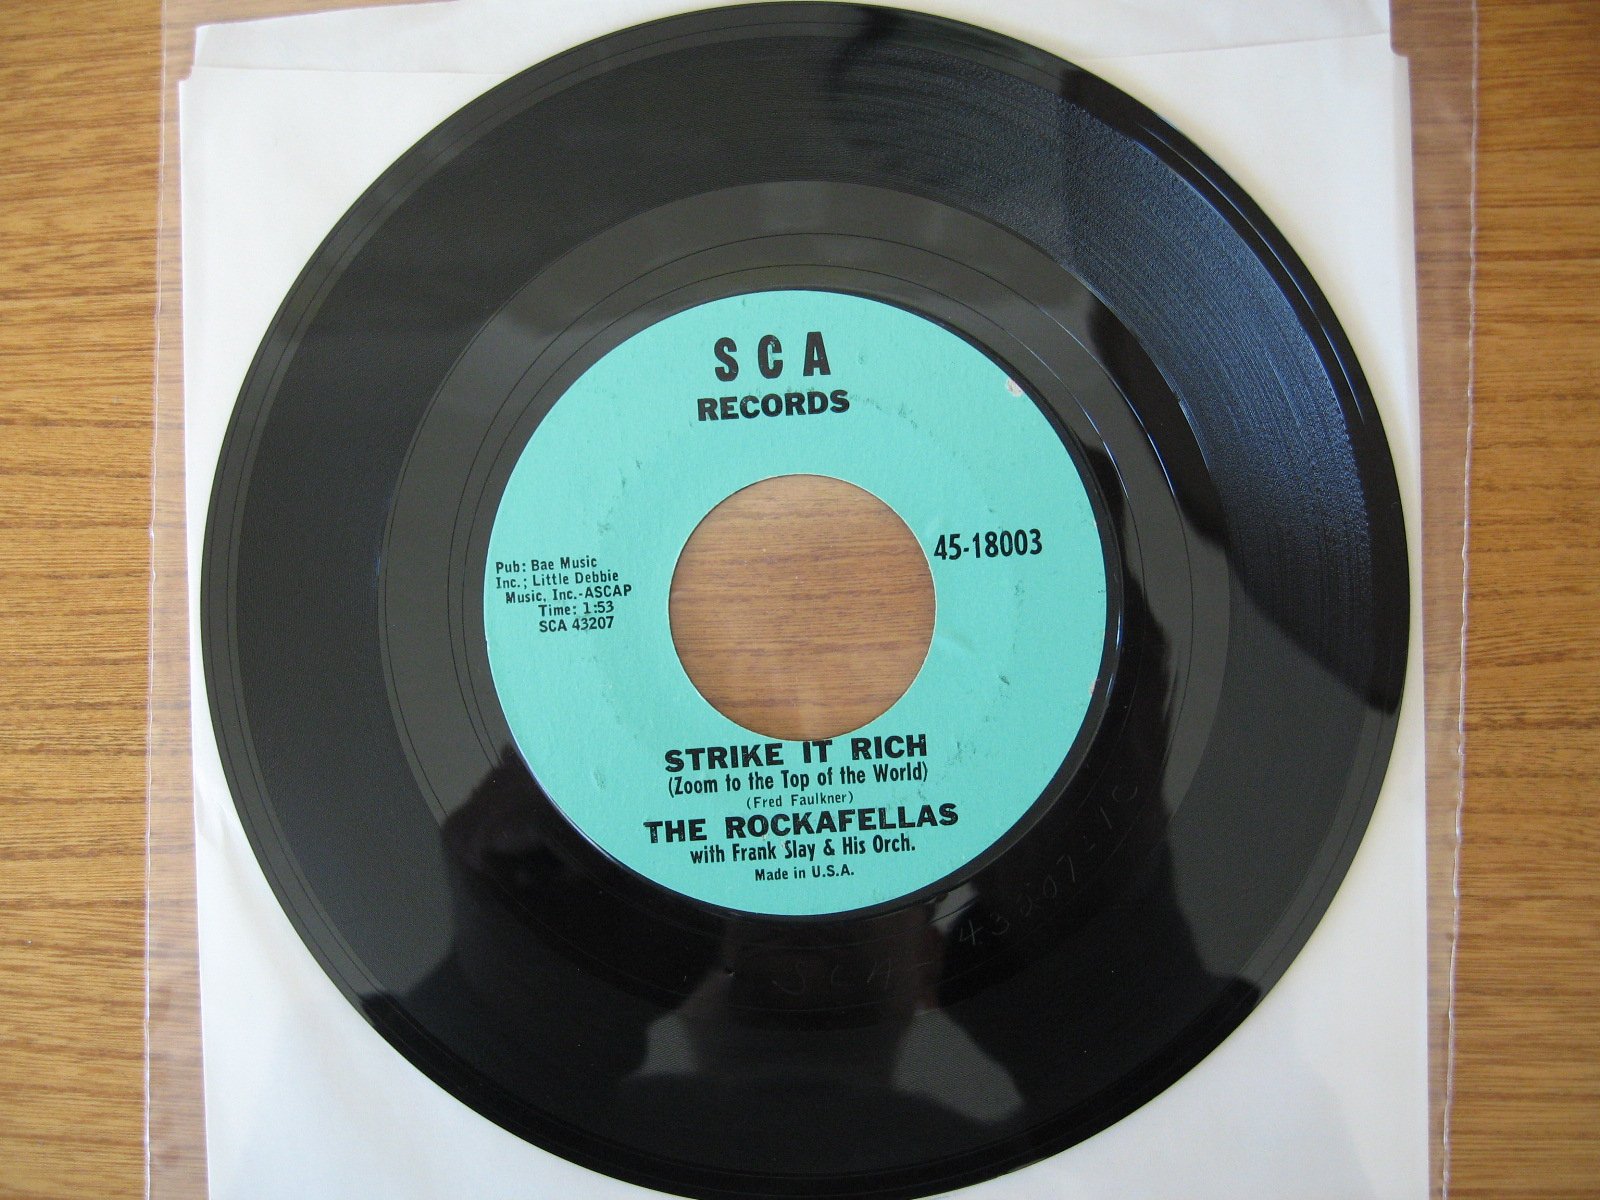 S C A
RECORDS
45-18003
Pub: Bae Music
Inc.; Little Debbie
Music, Inc.-ASCAP
Time: 1:53
SCA 43207
STRIKE IT RICH
(Zoom to the Top of the World)
(Fred Faulkner)
THE ROCKAFELLAS
with Frank Slay & His Orch.
Made in U.S.A.
SCA - 43207-1C